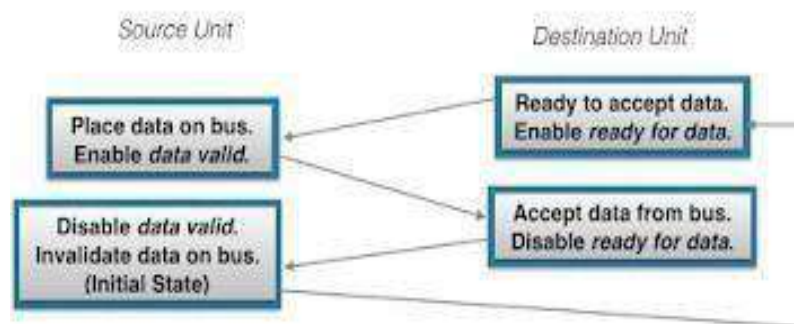 Source Unit
Destination Unit
Ready to accept data.
Enable ready for data.
Place data on bus.
Enable data valid.
Accept data from bus.
Disable ready for data.
Disable data valid.
Invalidate data on bus.
(Initial State)